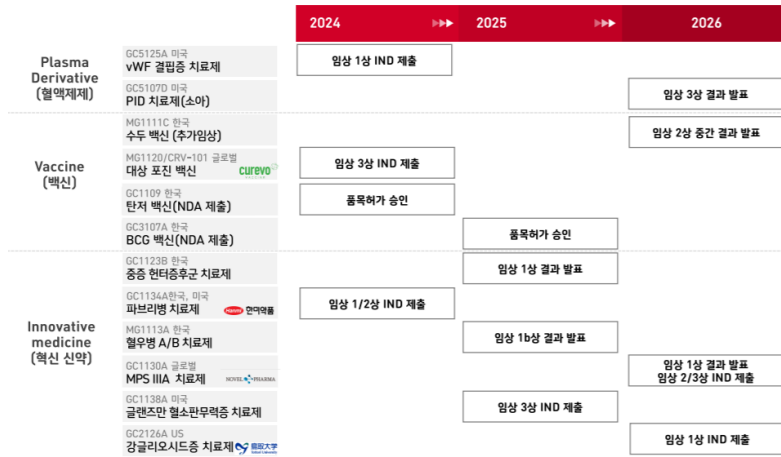 2024
2025
2026
Plasma
Derivative
(혈액제제)
GC5125A 미국
vWF 결핍증 치료제
임상 1상 IND 제출
GC5107D 미국
PID 치료제(소아)
임상 3상 결과 발표
Vaccine
(백신)
MG1111C 한국
수두 백신 (추가임상)
임상 2상 중간 결과 발표
MG1120/CRV-101 글로벌
대상 포진 백신
curevo
임상 3상 IND 제출
GC1109 한국
탄저 백신(NDA 제출)
품목허가 승인
GC3107A 한국
BCG 백신(NDA 제출)
품목허가 승인
Innovative
medicine
(혁신 신약)
GC1123B 한국
중증 헌터증후군 치료제
임상 1상 결과 발표
GC1134A한국, 미국
파브리병 치료제
한미약품
임상 1/2상 IND 제출
MG1113A 한국
혈우병 A/B 치료제
임상 1b상 결과 발표
GC1130A 글로벌
MPS IIIA 치료제
NOVEL PHARMA
임상 1상 결과 발표
임상 2/3상 IND 제출
GC1138A 미국
글랜즈만 혈소판무력증 치료제
임상 3상 IND 제출
GC2126A US
강글리오시드증 치료제
鳥取大学
임상 1상 IND 제출